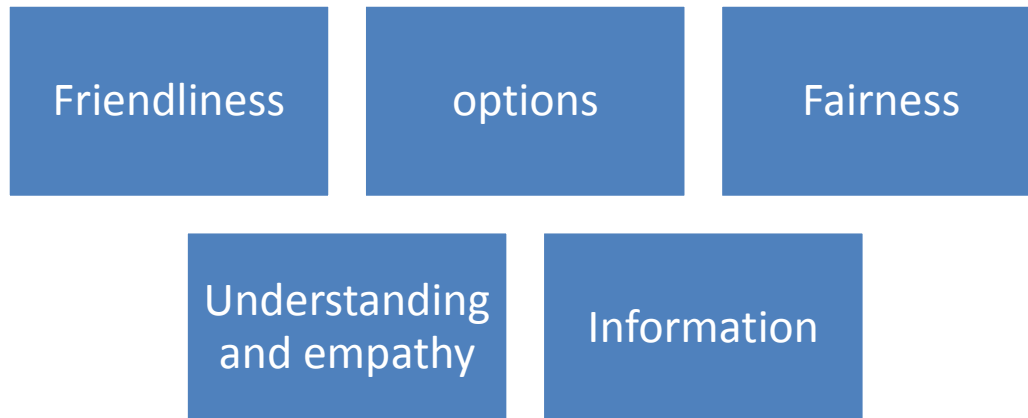 Friendliness
options
Fairness
Understanding
and empathy
Information